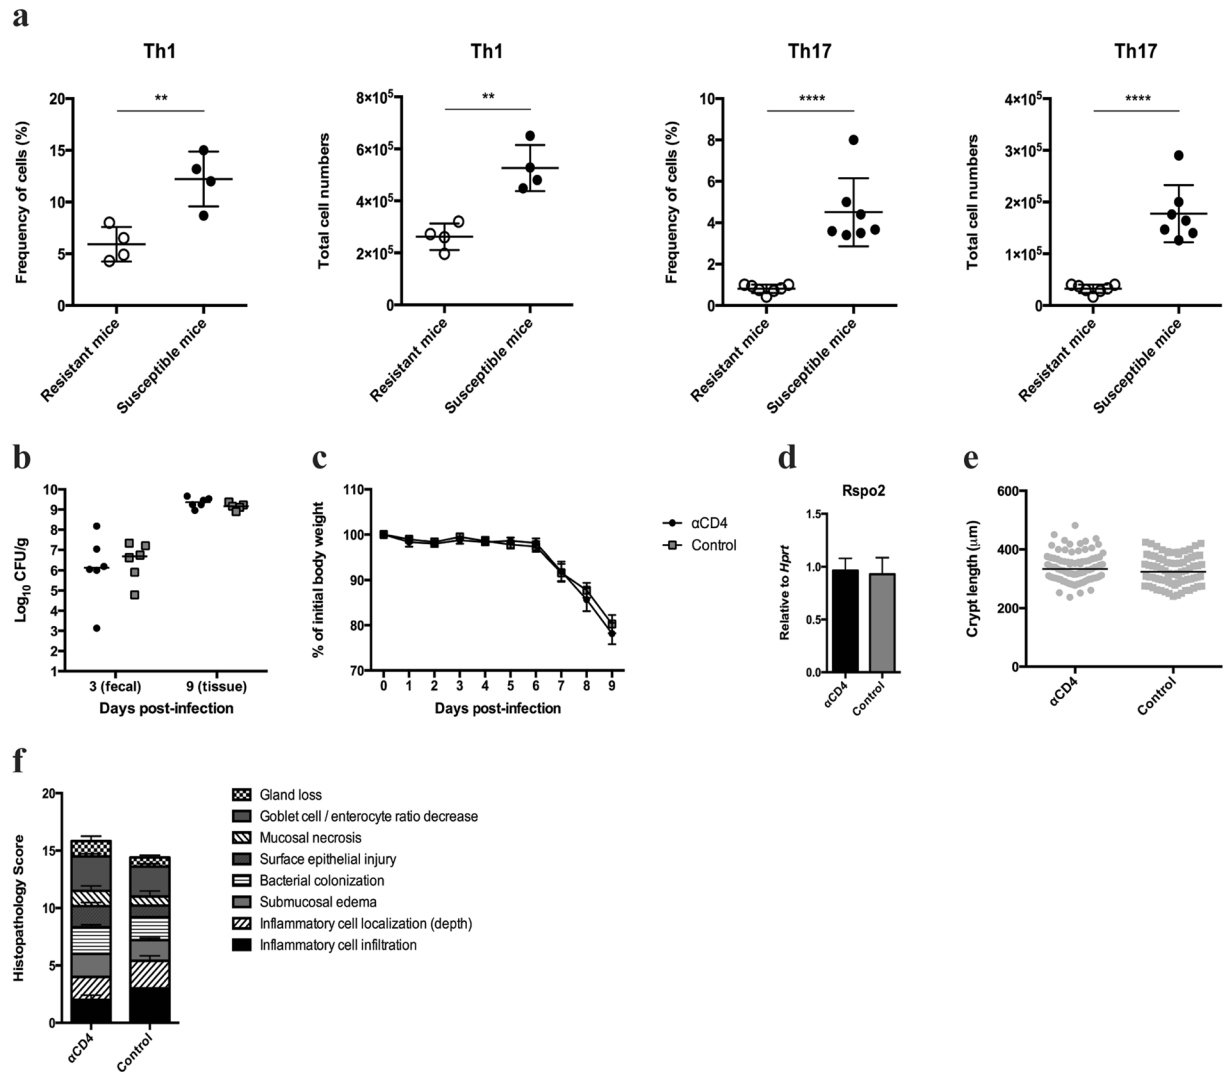 a
Th1
Th1
Th17
Th17
Frequency of cells (%)
20
15
10
5
0
**
Resistant mice
Susceptible mice
Total cell numbers
8×10⁵
6×10⁵
4×10⁵
2×10⁵
0
**
Resistant mice
Susceptible mice
Frequency of cells (%)
10
8
6
4
2
0
****
Resistant mice
Susceptible mice
Total cell numbers
4×10⁵
3×10⁵
2×10⁵
1×10⁵
0
****
Resistant mice
Susceptible mice
b
Log₁₀ CFU/g
10
9
8
7
6
5
4
3
2
1
3 (fecal) 9 (tissue)
Days post-infection
c
% of initial body weight
110
100
90
80
70
0 1 2 3 4 5 6 7 8 9
Days post-infection
αCD4
Control
d
Rspo2
Relative to Hprt
1.5
1.0
0.5
0.0
αCD4
Control
e
Crypt length (μm)
600
400
200
0
αCD4
Control
f
Histopathology Score
20
15
10
5
0
αCD4
Control
Gland loss
Goblet cell / enterocyte ratio decrease
Mucosal necrosis
Surface epithelial injury
Bacterial colonization
Submucosal edema
Inflammatory cell localization (depth)
Inflammatory cell infiltration